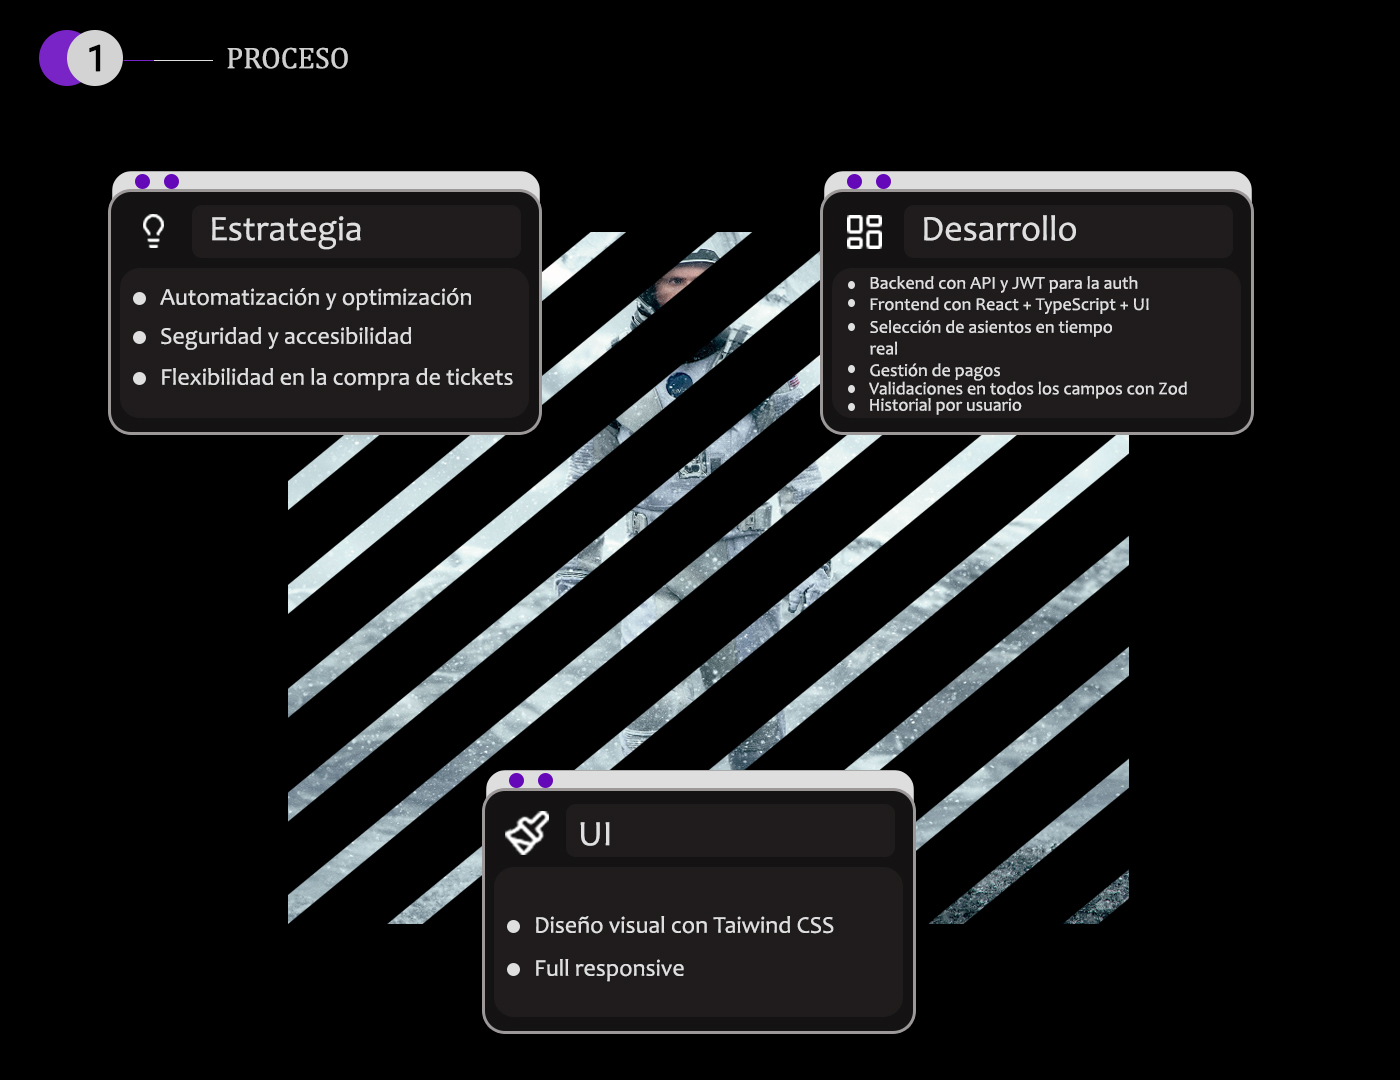 1
PROCESO
Estrategia
Automatización y optimización
Seguridad y accesibilidad
Flexibilidad en la compra de tickets
Desarrollo
Backend con API y JWT para la auth
Frontend con React + TypeScript + UI
Selección de asientos en tiempo
real
Gestión de pagos
Validaciones en todos los campos con Zod
Historial por usuario
UI
Diseño visual con Taiwind CSS
Full responsive